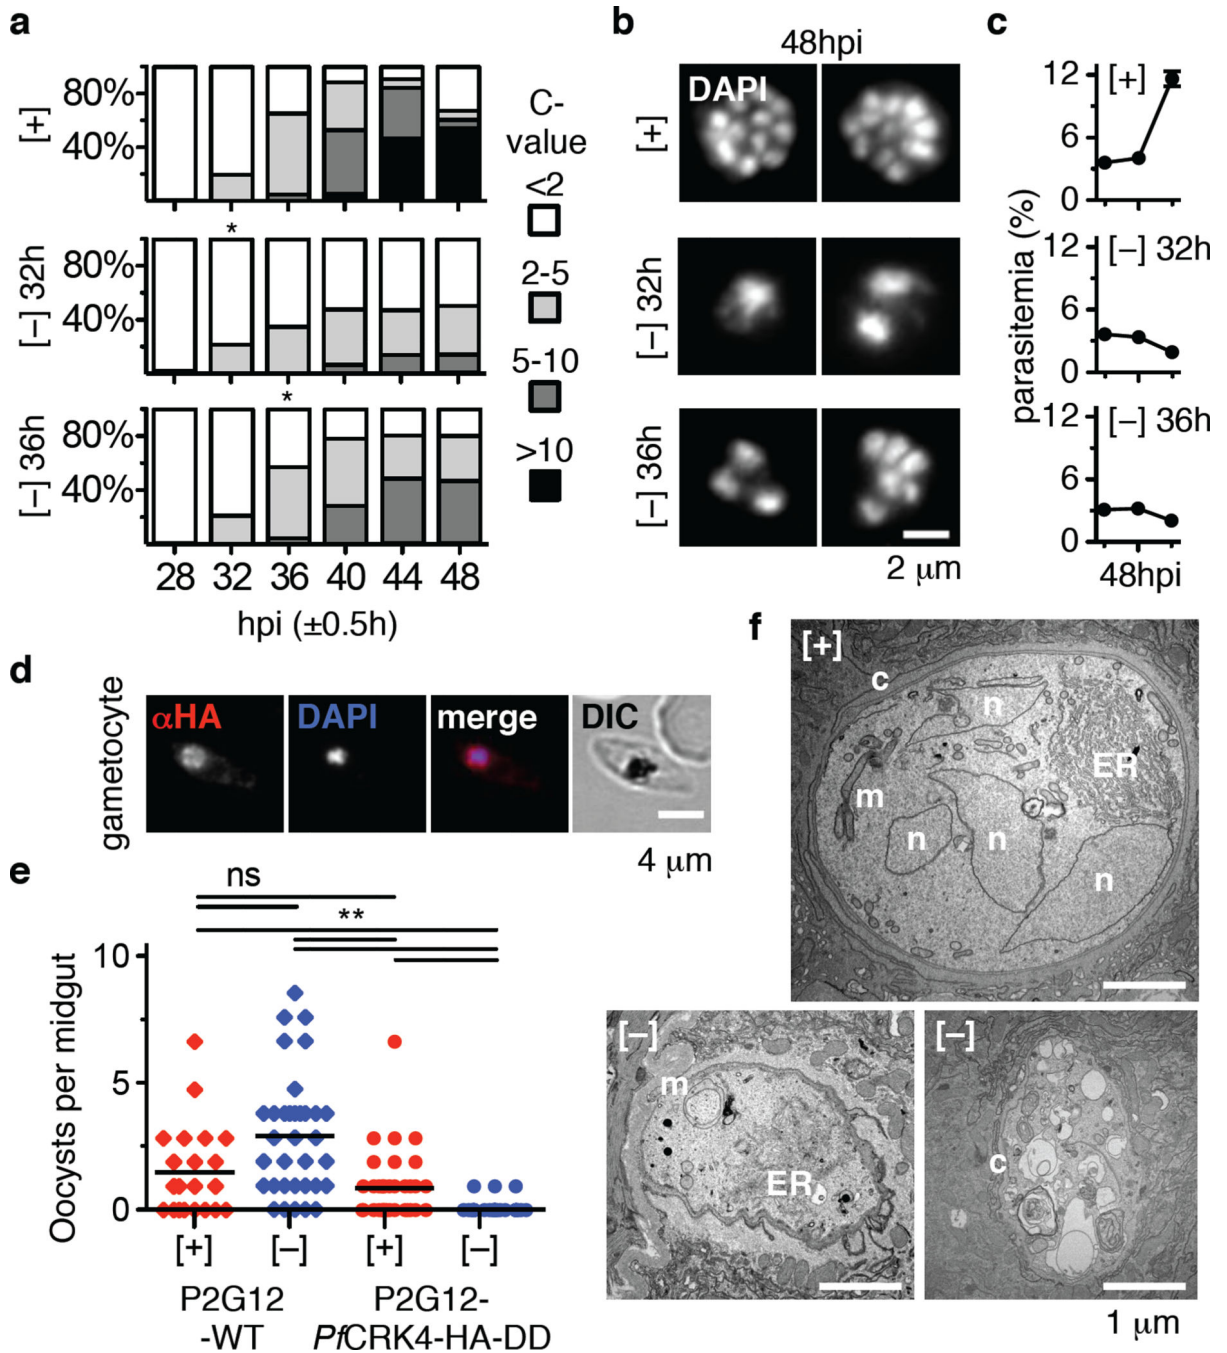 a
[+]
80%
40%
*
[–] 32h
80%
40%
*
[–] 36h
80%
40%
28 32 36 40 44 48
hpi (±0.5h)
C-
value
<2
2-5
5-10
>10
b
48hpi
DAPI
[+]
[–] 32h
[–] 36h
2 μm
c
parasitemia (%)
12 [+]
6
0
12 [–] 32h
6
0
12 [–] 36h
6
0
48hpi
d
gametocyte
αHA DAPI merge DIC
4 μm
e
ns
**
Oocysts per midgut
10
5
0
[+] [–] [+] [–]
P2G12 P2G12-
-WT PfCRK4-HA-DD
f
[+]
c
n
ER
m
n n
n
[–]
m
ER
[–]
c
1 μm